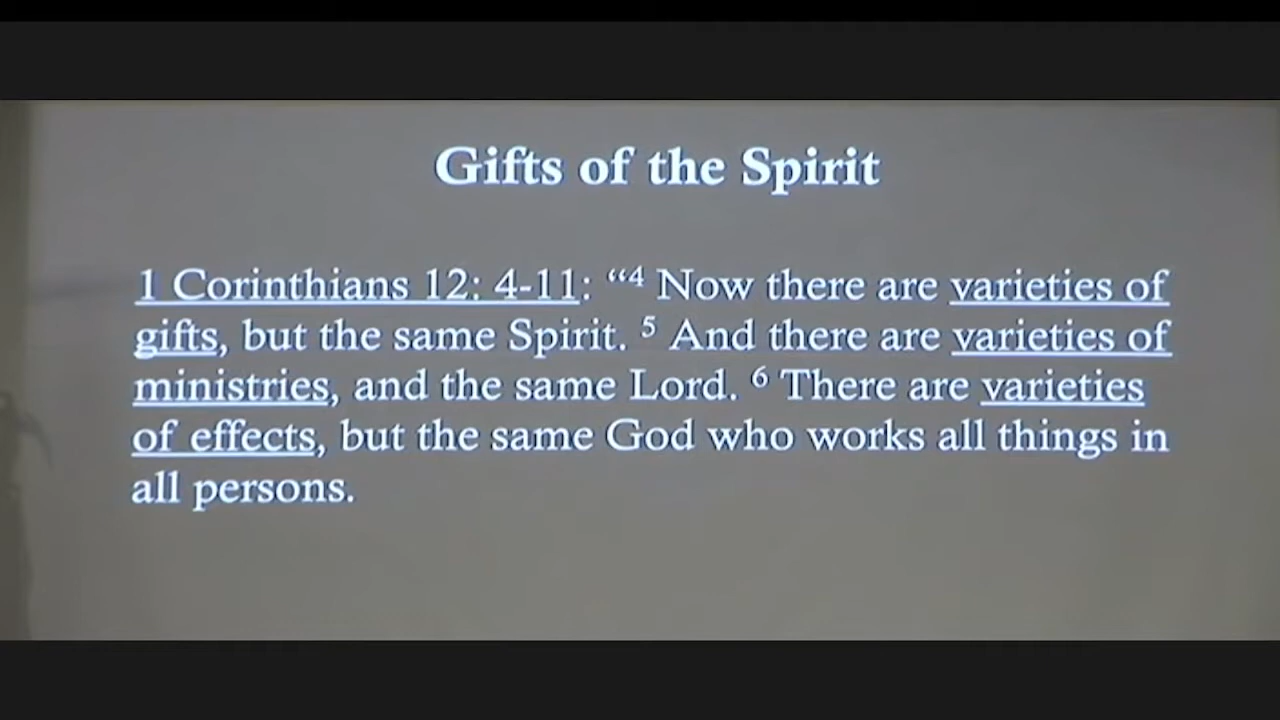 Gifts of the Spirit
1 Corinthians 12: 4-11: “⁴ Now there are varieties of
gifts, but the same Spirit. ⁵ And there are varieties of
ministries, and the same Lord. ⁶ There are varieties
of effects, but the same God who works all things in
all persons.